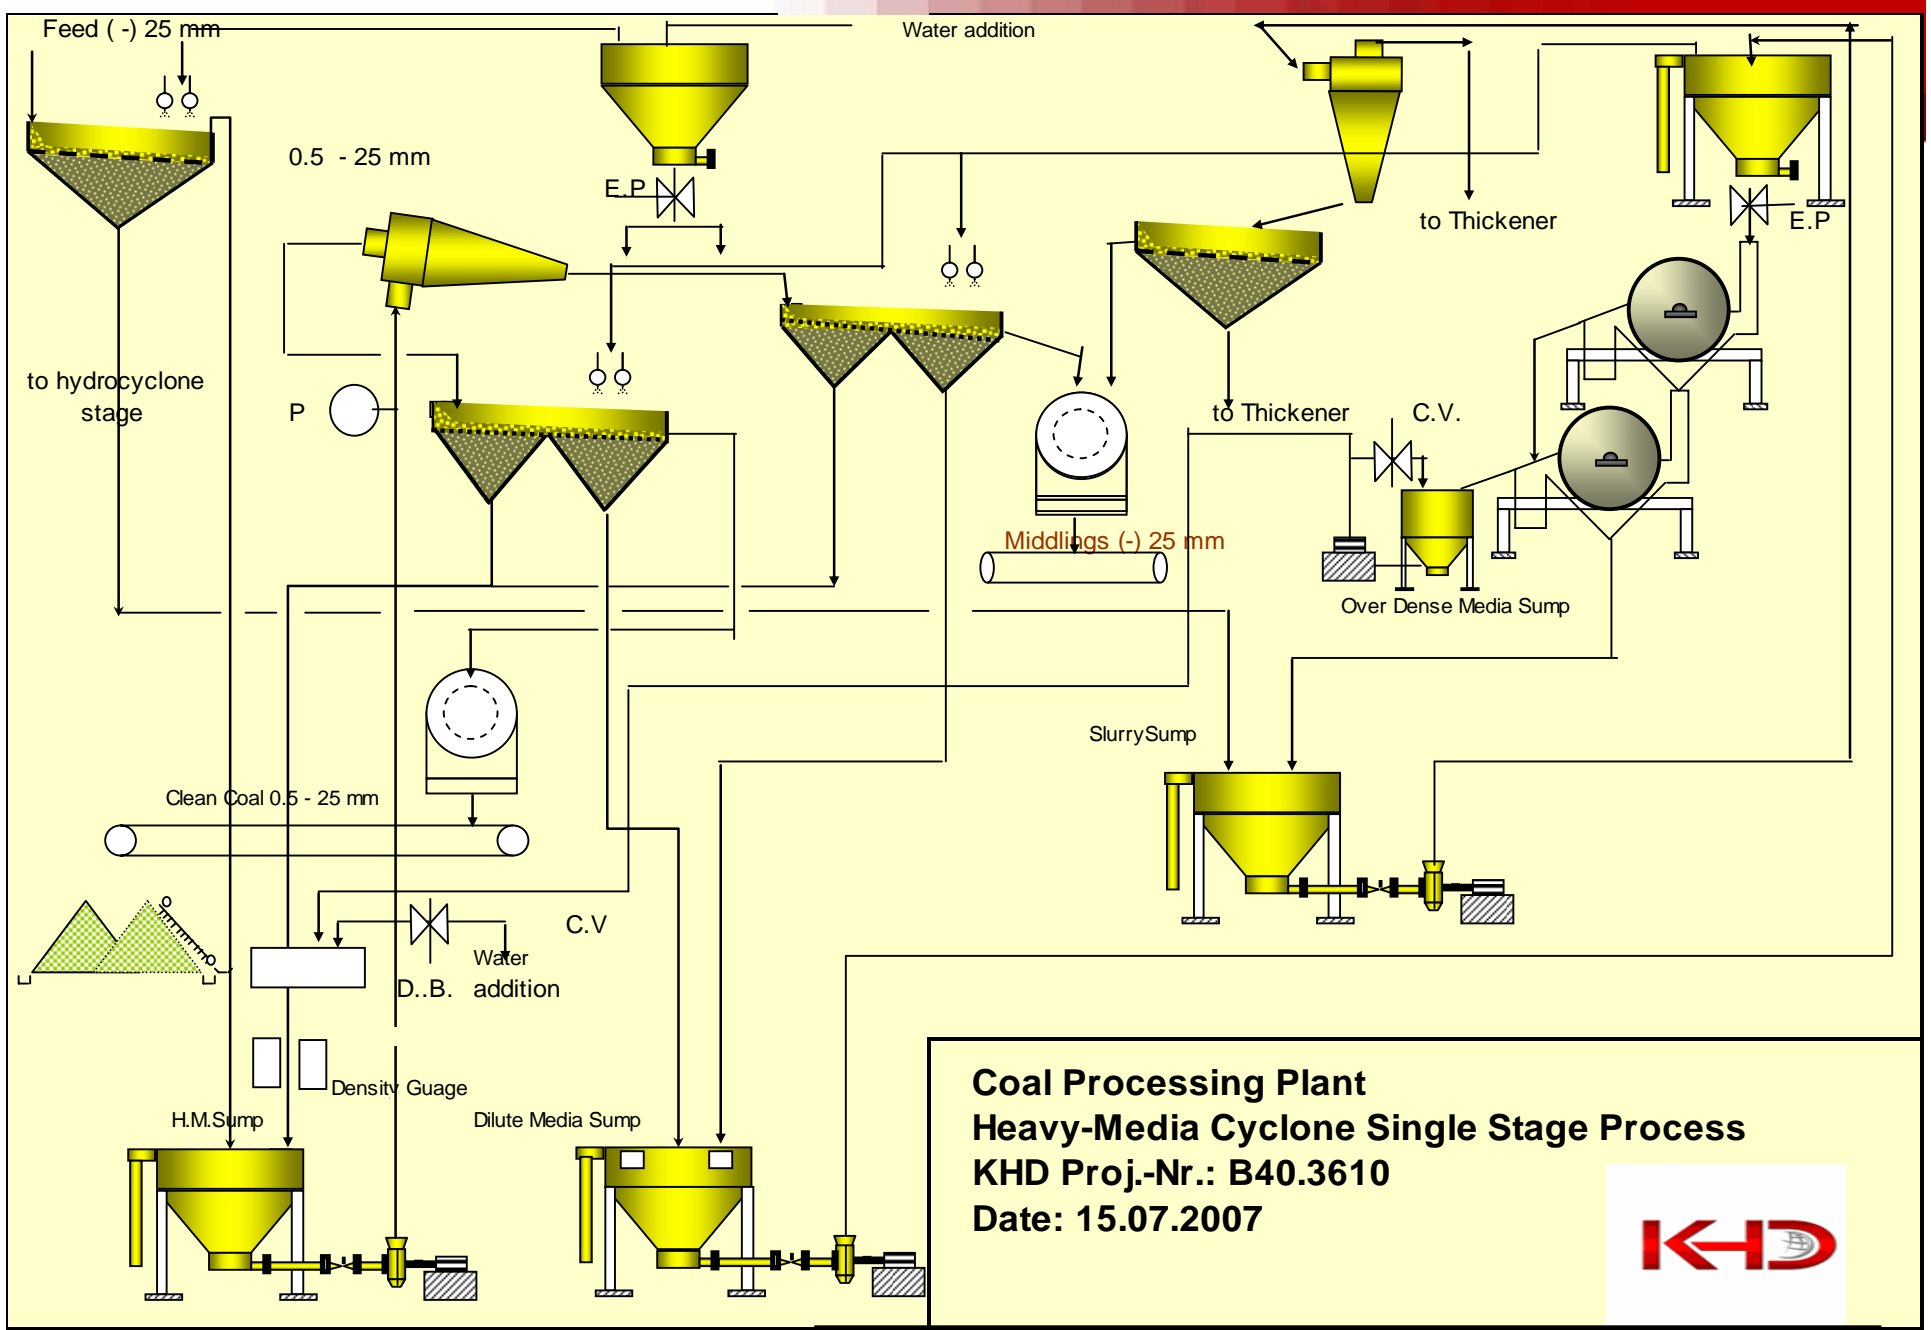 Feed ( -) 25 mm
Water addition
0.5 - 25 mm
E.P
to Thickener
E.P
to hydrocyclone
stage
P
to Thickener
C.V.
Middlings (-) 25 mm
Over Dense Media Sump
SlurrySump
Clean Coal 0.5 - 25 mm
C.V
Water
D..B. addition
Density Guage
H.M.Sump
Dilute Media Sump
Coal Processing Plant
Heavy-Media Cyclone Single Stage Process
KHD Proj.-Nr.: B40.3610
Date: 15.07.2007
KHD